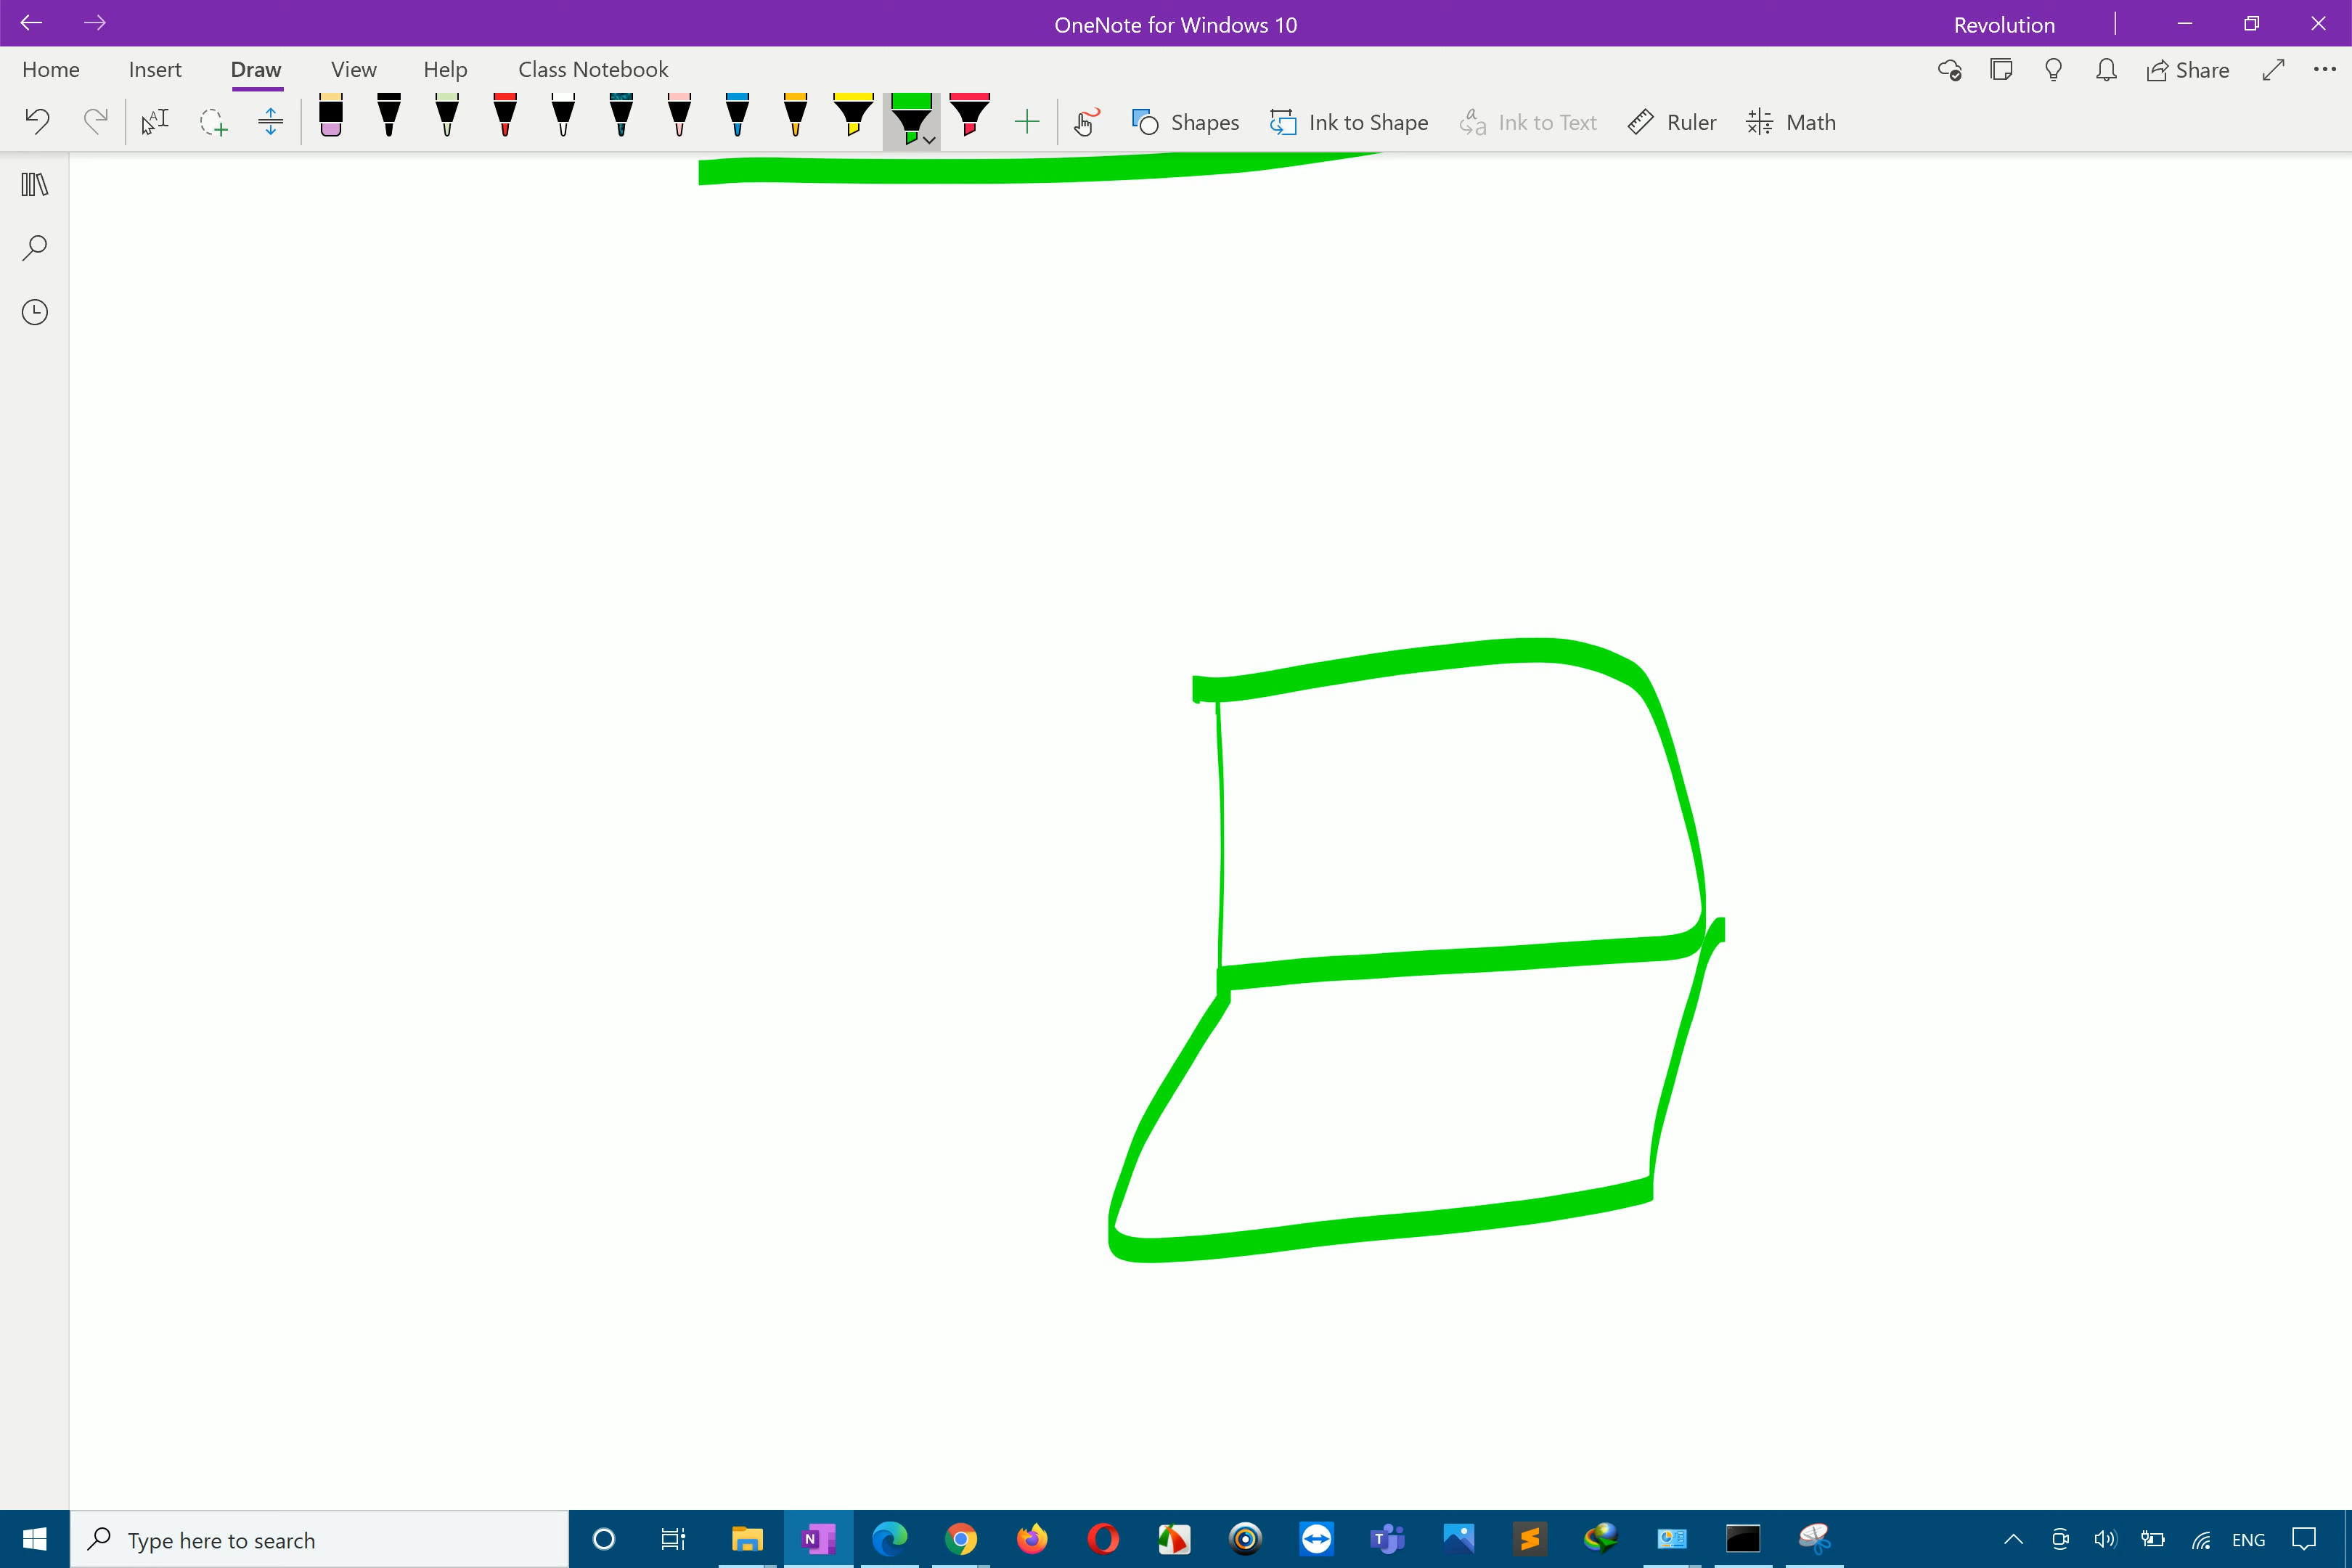 OneNote for Windows 10 Revolution
Home Insert Draw View Help Class Notebook Share
Shapes Ink to Shape Ink to Text Ruler Math
Type here to search ENG